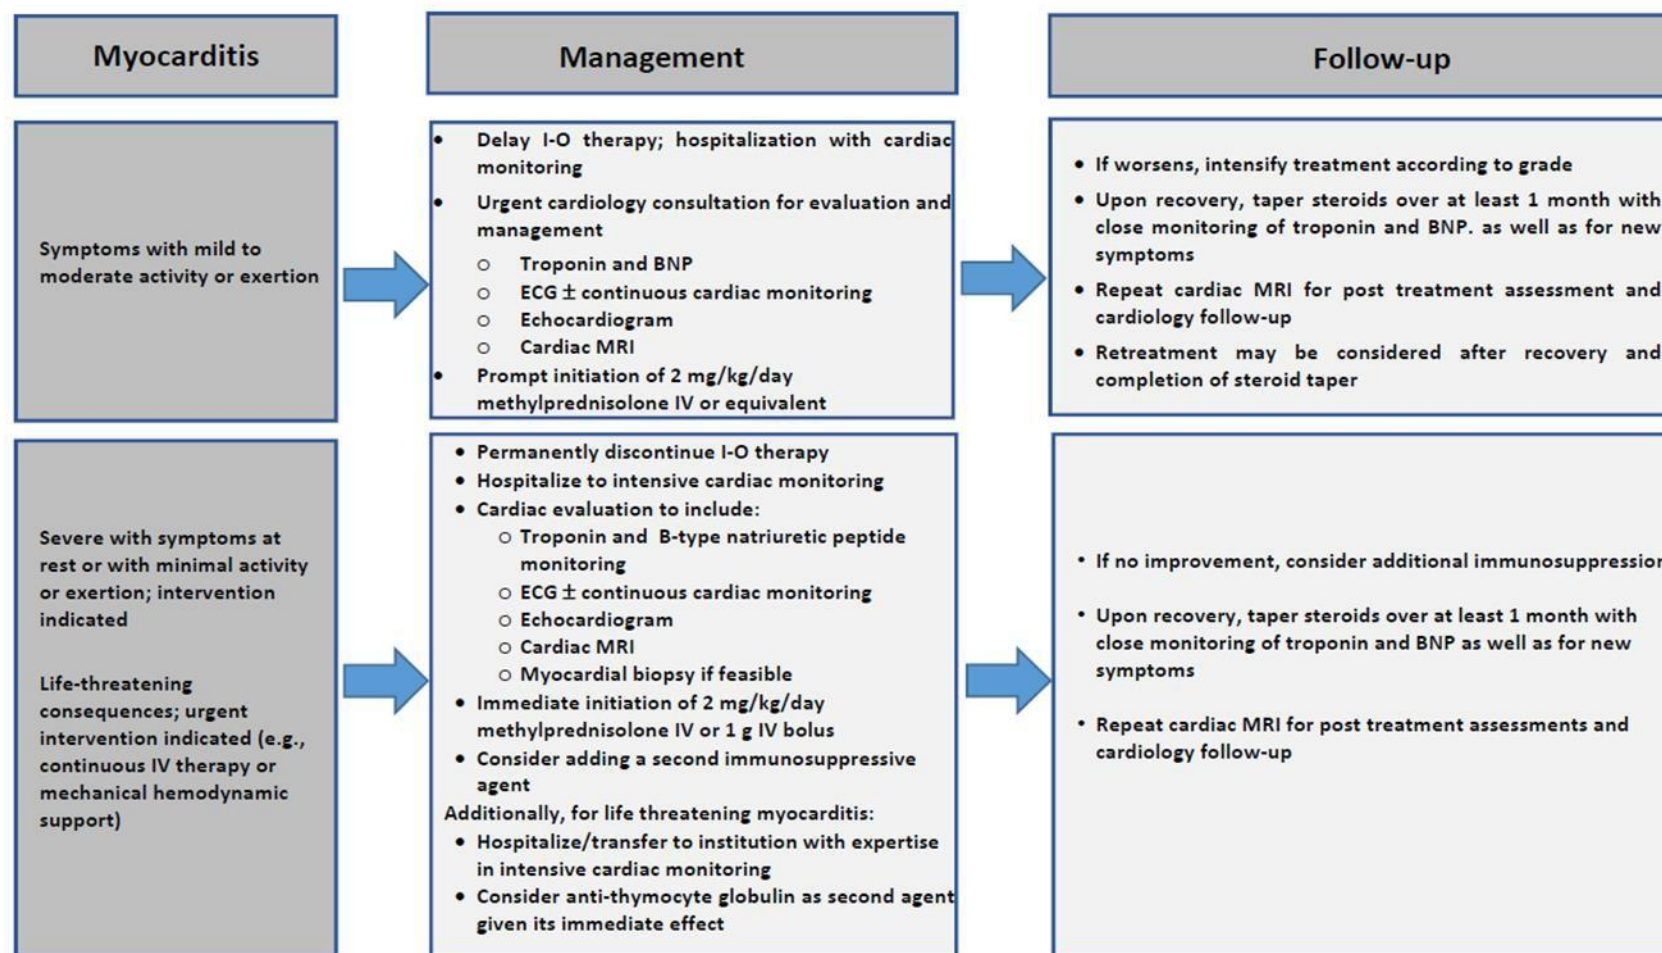 Myocarditis
Management
Follow-up
Symptoms with mild to
moderate activity or exertion
• Delay I-O therapy; hospitalization with cardiac
monitoring
• Urgent cardiology consultation for evaluation and
management
o Troponin and BNP
o ECG ± continuous cardiac monitoring
o Echocardiogram
o Cardiac MRI
• Prompt initiation of 2 mg/kg/day
methylprednisolone IV or equivalent
• If worsens, intensify treatment according to grade
• Upon recovery, taper steroids over at least 1 month with
close monitoring of troponin and BNP. as well as for new
symptoms
• Repeat cardiac MRI for post treatment assessment and
cardiology follow-up
• Retreatment may be considered after recovery and
completion of steroid taper
Severe with symptoms at
rest or with minimal activity
or exertion; intervention
indicated
Life-threatening
consequences; urgent
intervention indicated (e.g.,
continuous IV therapy or
mechanical hemodynamic
support)
• Permanently discontinue I-O therapy
• Hospitalize to intensive cardiac monitoring
• Cardiac evaluation to include:
o Troponin and B-type natriuretic peptide
monitoring
o ECG ± continuous cardiac monitoring
o Echocardiogram
o Cardiac MRI
o Myocardial biopsy if feasible
• Immediate initiation of 2 mg/kg/day
methylprednisolone IV or 1 g IV bolus
• Consider adding a second immunosuppressive
agent
Additionally, for life threatening myocarditis:
• Hospitalize/transfer to institution with expertise
in intensive cardiac monitoring
• Consider anti-thymocyte globulin as second agent
given its immediate effect
• If no improvement, consider additional immunosuppression
• Upon recovery, taper steroids over at least 1 month with
close monitoring of troponin and BNP as well as for new
symptoms
• Repeat cardiac MRI for post treatment assessments and
cardiology follow-up